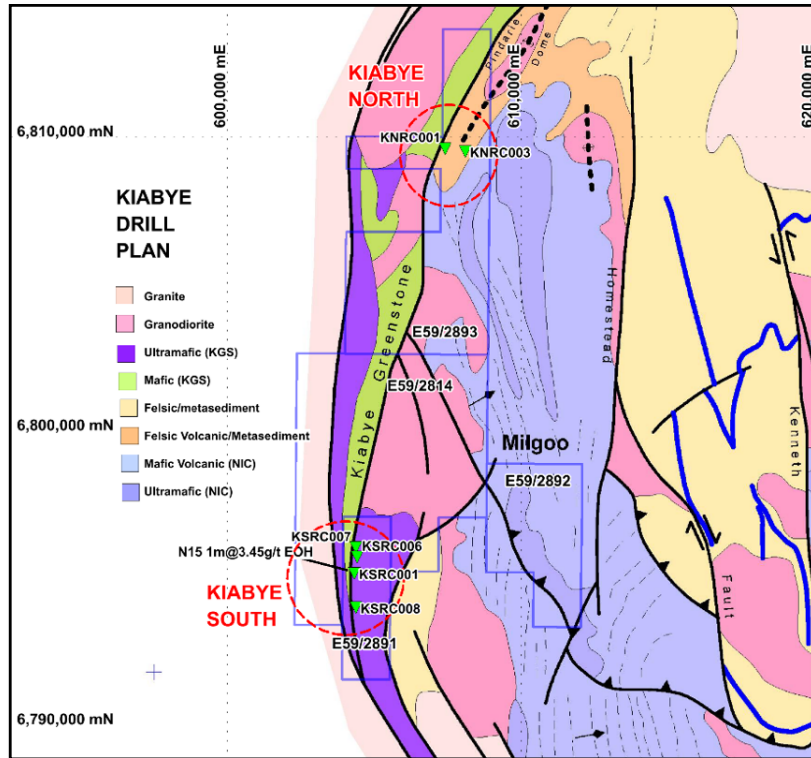 600,000 mE
610,000 mE
620,000 mE
Pindarie
Dome
KIABYE
NORTH
6,810,000 mN
KNRC001
KNRC003
KIABYE
DRILL
PLAN
Granite
Granodiorite
Ultramafic (KGS)
Mafic (KGS)
Felsic/metasediment
Felsic Volcanic/Metasediment
Mafic Volcanic (NIC)
Ultramafic (NIC)
Kiabye Greenstone
Homestead
E59/2893
E59/2814
6,800,000 mN
Milgoo
E59/2892
Kenneth
Fault
KSRC007
KSRC006
N15 1m@3.45g/t EOH
KSRC001
KIABYE
SOUTH
KSRC008
E59/2891
6,790,000 mN